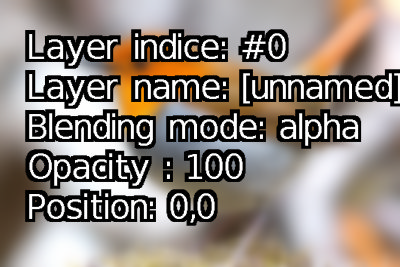 Layer indice: #0
Layer name: [unnamed]
Blending mode: alpha
Opacity : 100
Position: 0,0